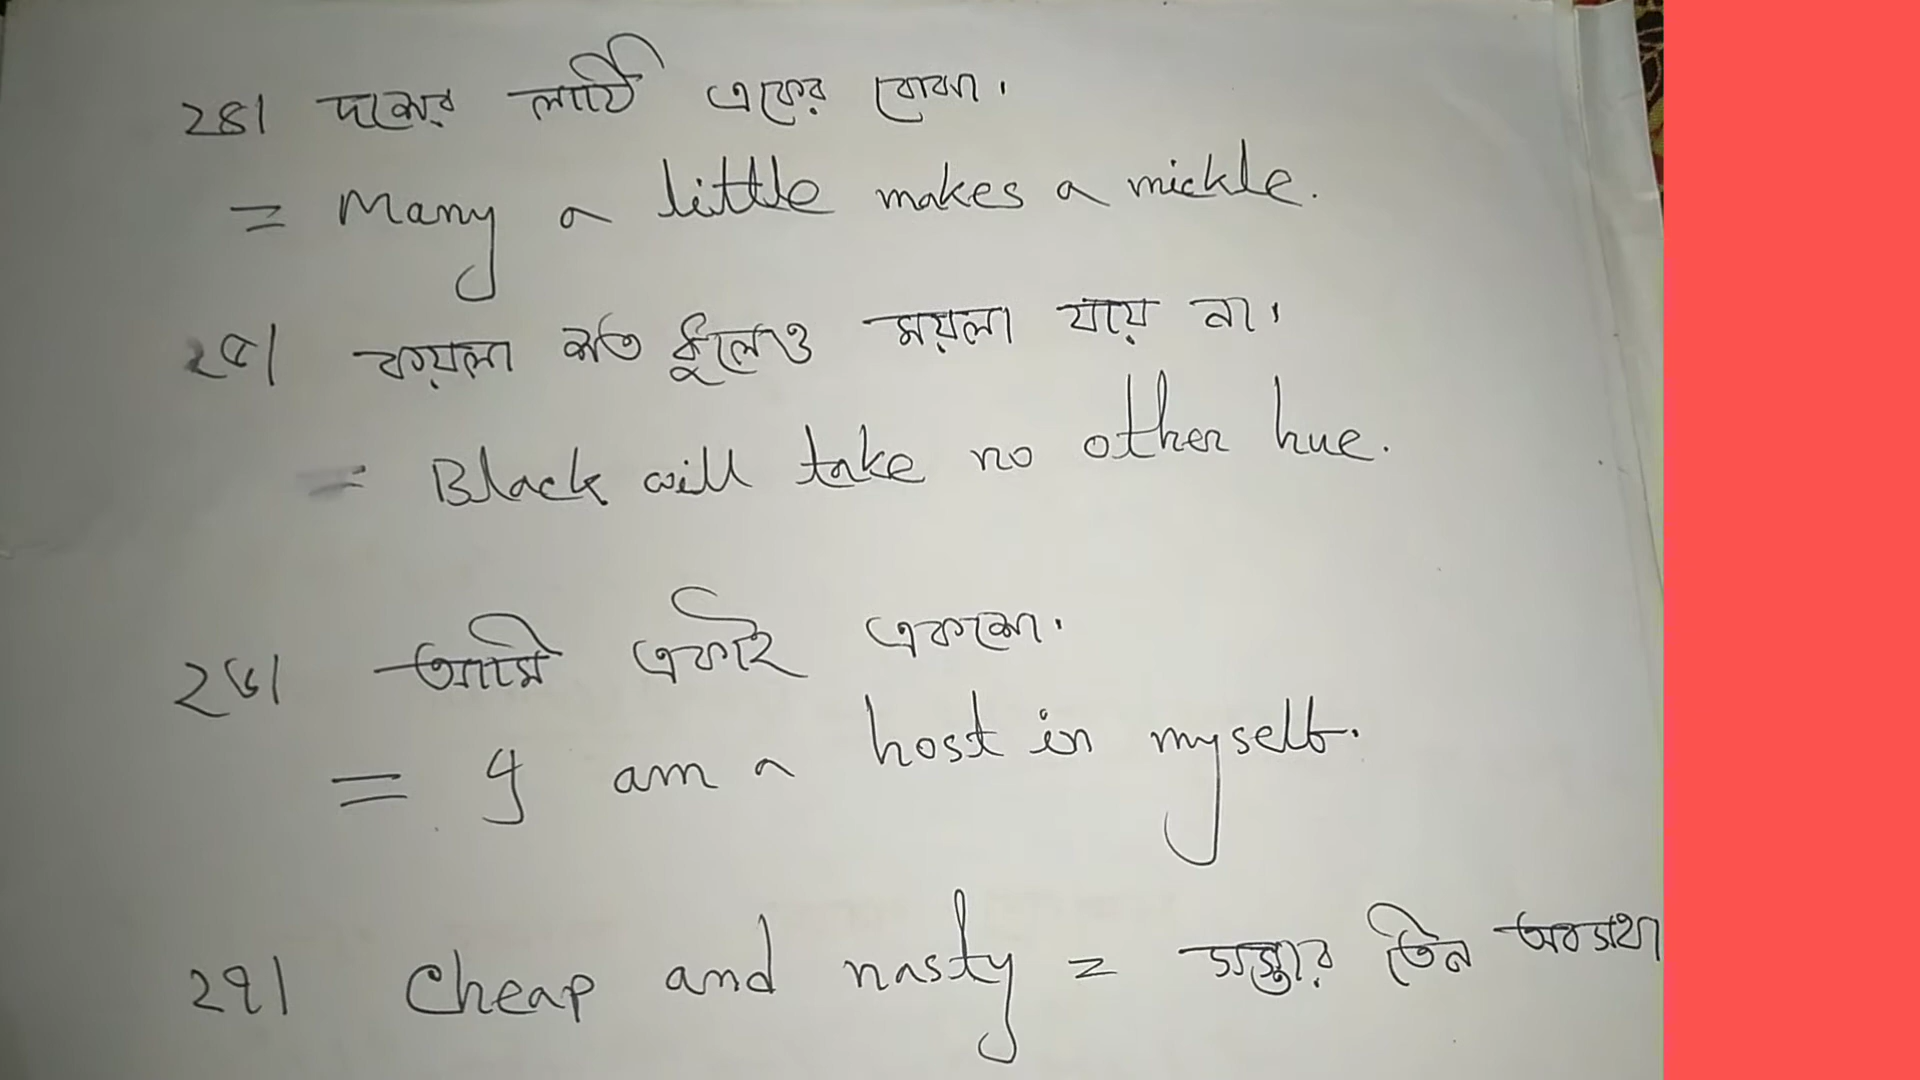 ২৪। দশের লাঠি একের বোঝা।
= Many a little makes a mickle.
২৫। কয়লা শত ধুলেও ময়লা যায় না।
= Black will take no other hue.
২৬। আমি একাই একশো।
= I am a host in myself.
২৭। Cheap and nasty = সস্তার তিন অবস্থা